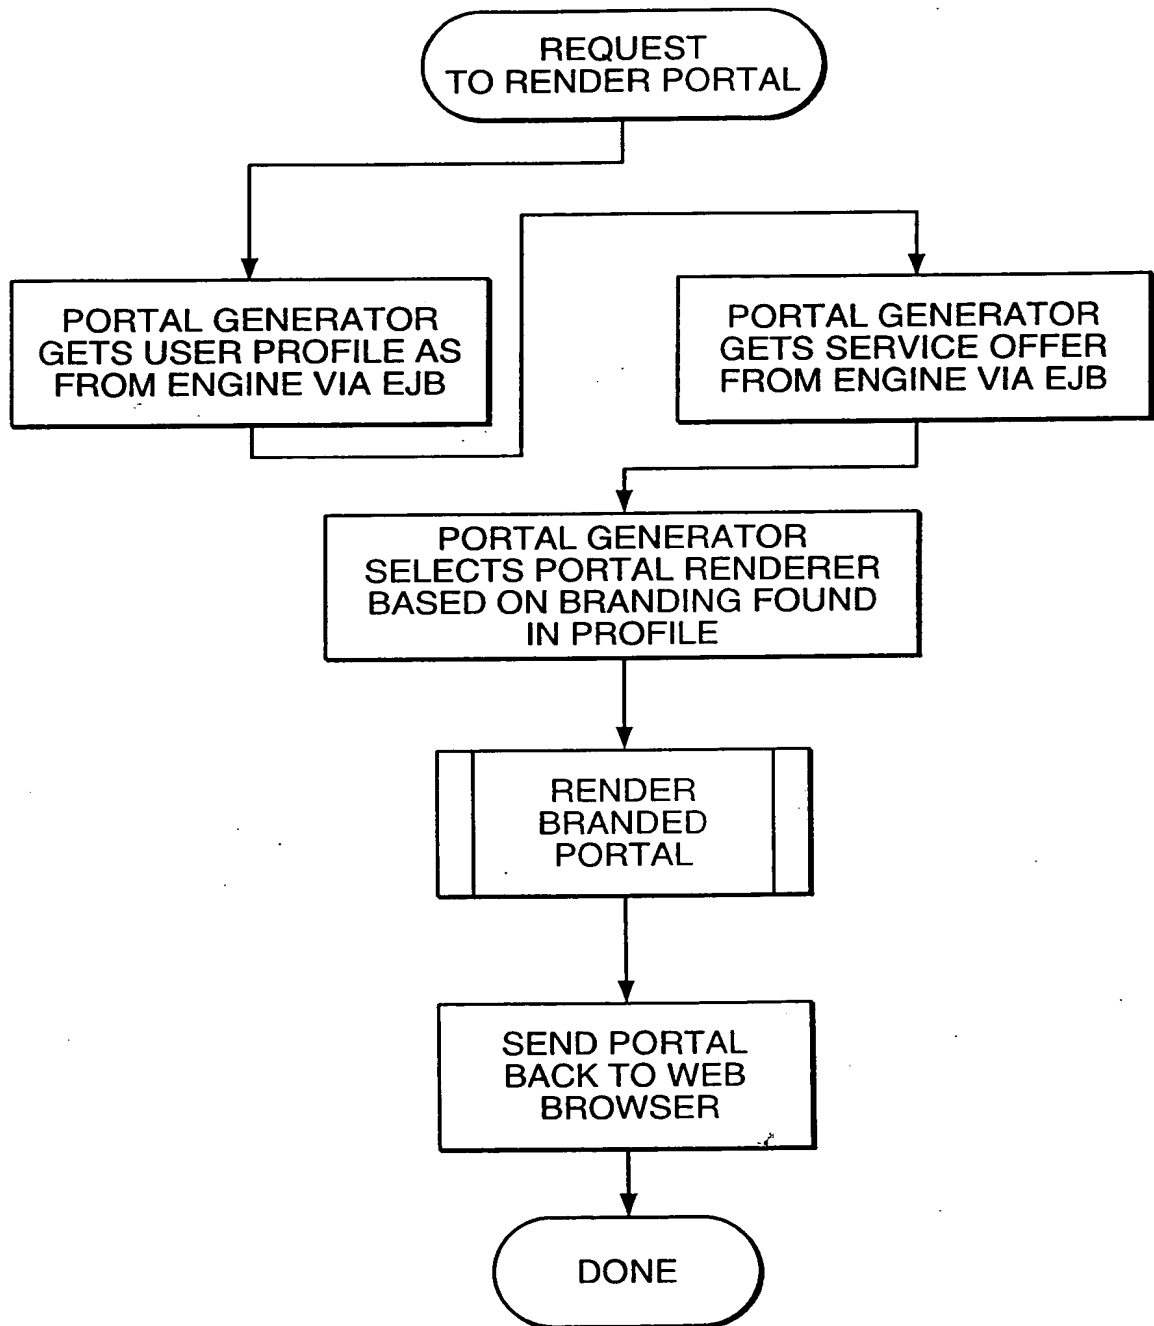 REQUEST
TO RENDER PORTAL
PORTAL GENERATOR
GETS USER PROFILE AS
FROM ENGINE VIA EJB
PORTAL GENERATOR
GETS SERVICE OFFER
FROM ENGINE VIA EJB
PORTAL GENERATOR
SELECTS PORTAL RENDERER
BASED ON BRANDING FOUND
IN PROFILE
RENDER
BRANDED
PORTAL
SEND PORTAL
BACK TO WEB
BROWSER
DONE